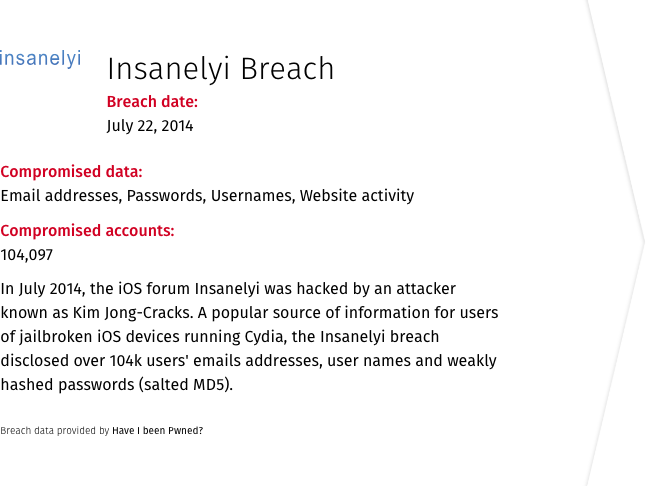 insanelyi
Insanelyi Breach
Breach date:
July 22, 2014
Compromised data:
Email addresses, Passwords, Usernames, Website activity
Compromised accounts:
104,097
In July 2014, the iOS forum Insanelyi was hacked by an attacker
known as Kim Jong-Cracks. A popular source of information for users
of jailbroken iOS devices running Cydia, the Insanelyi breach
disclosed over 104k users' emails addresses, user names and weakly
hashed passwords (salted MD5).
Breach data provided by Have I been Pwned?